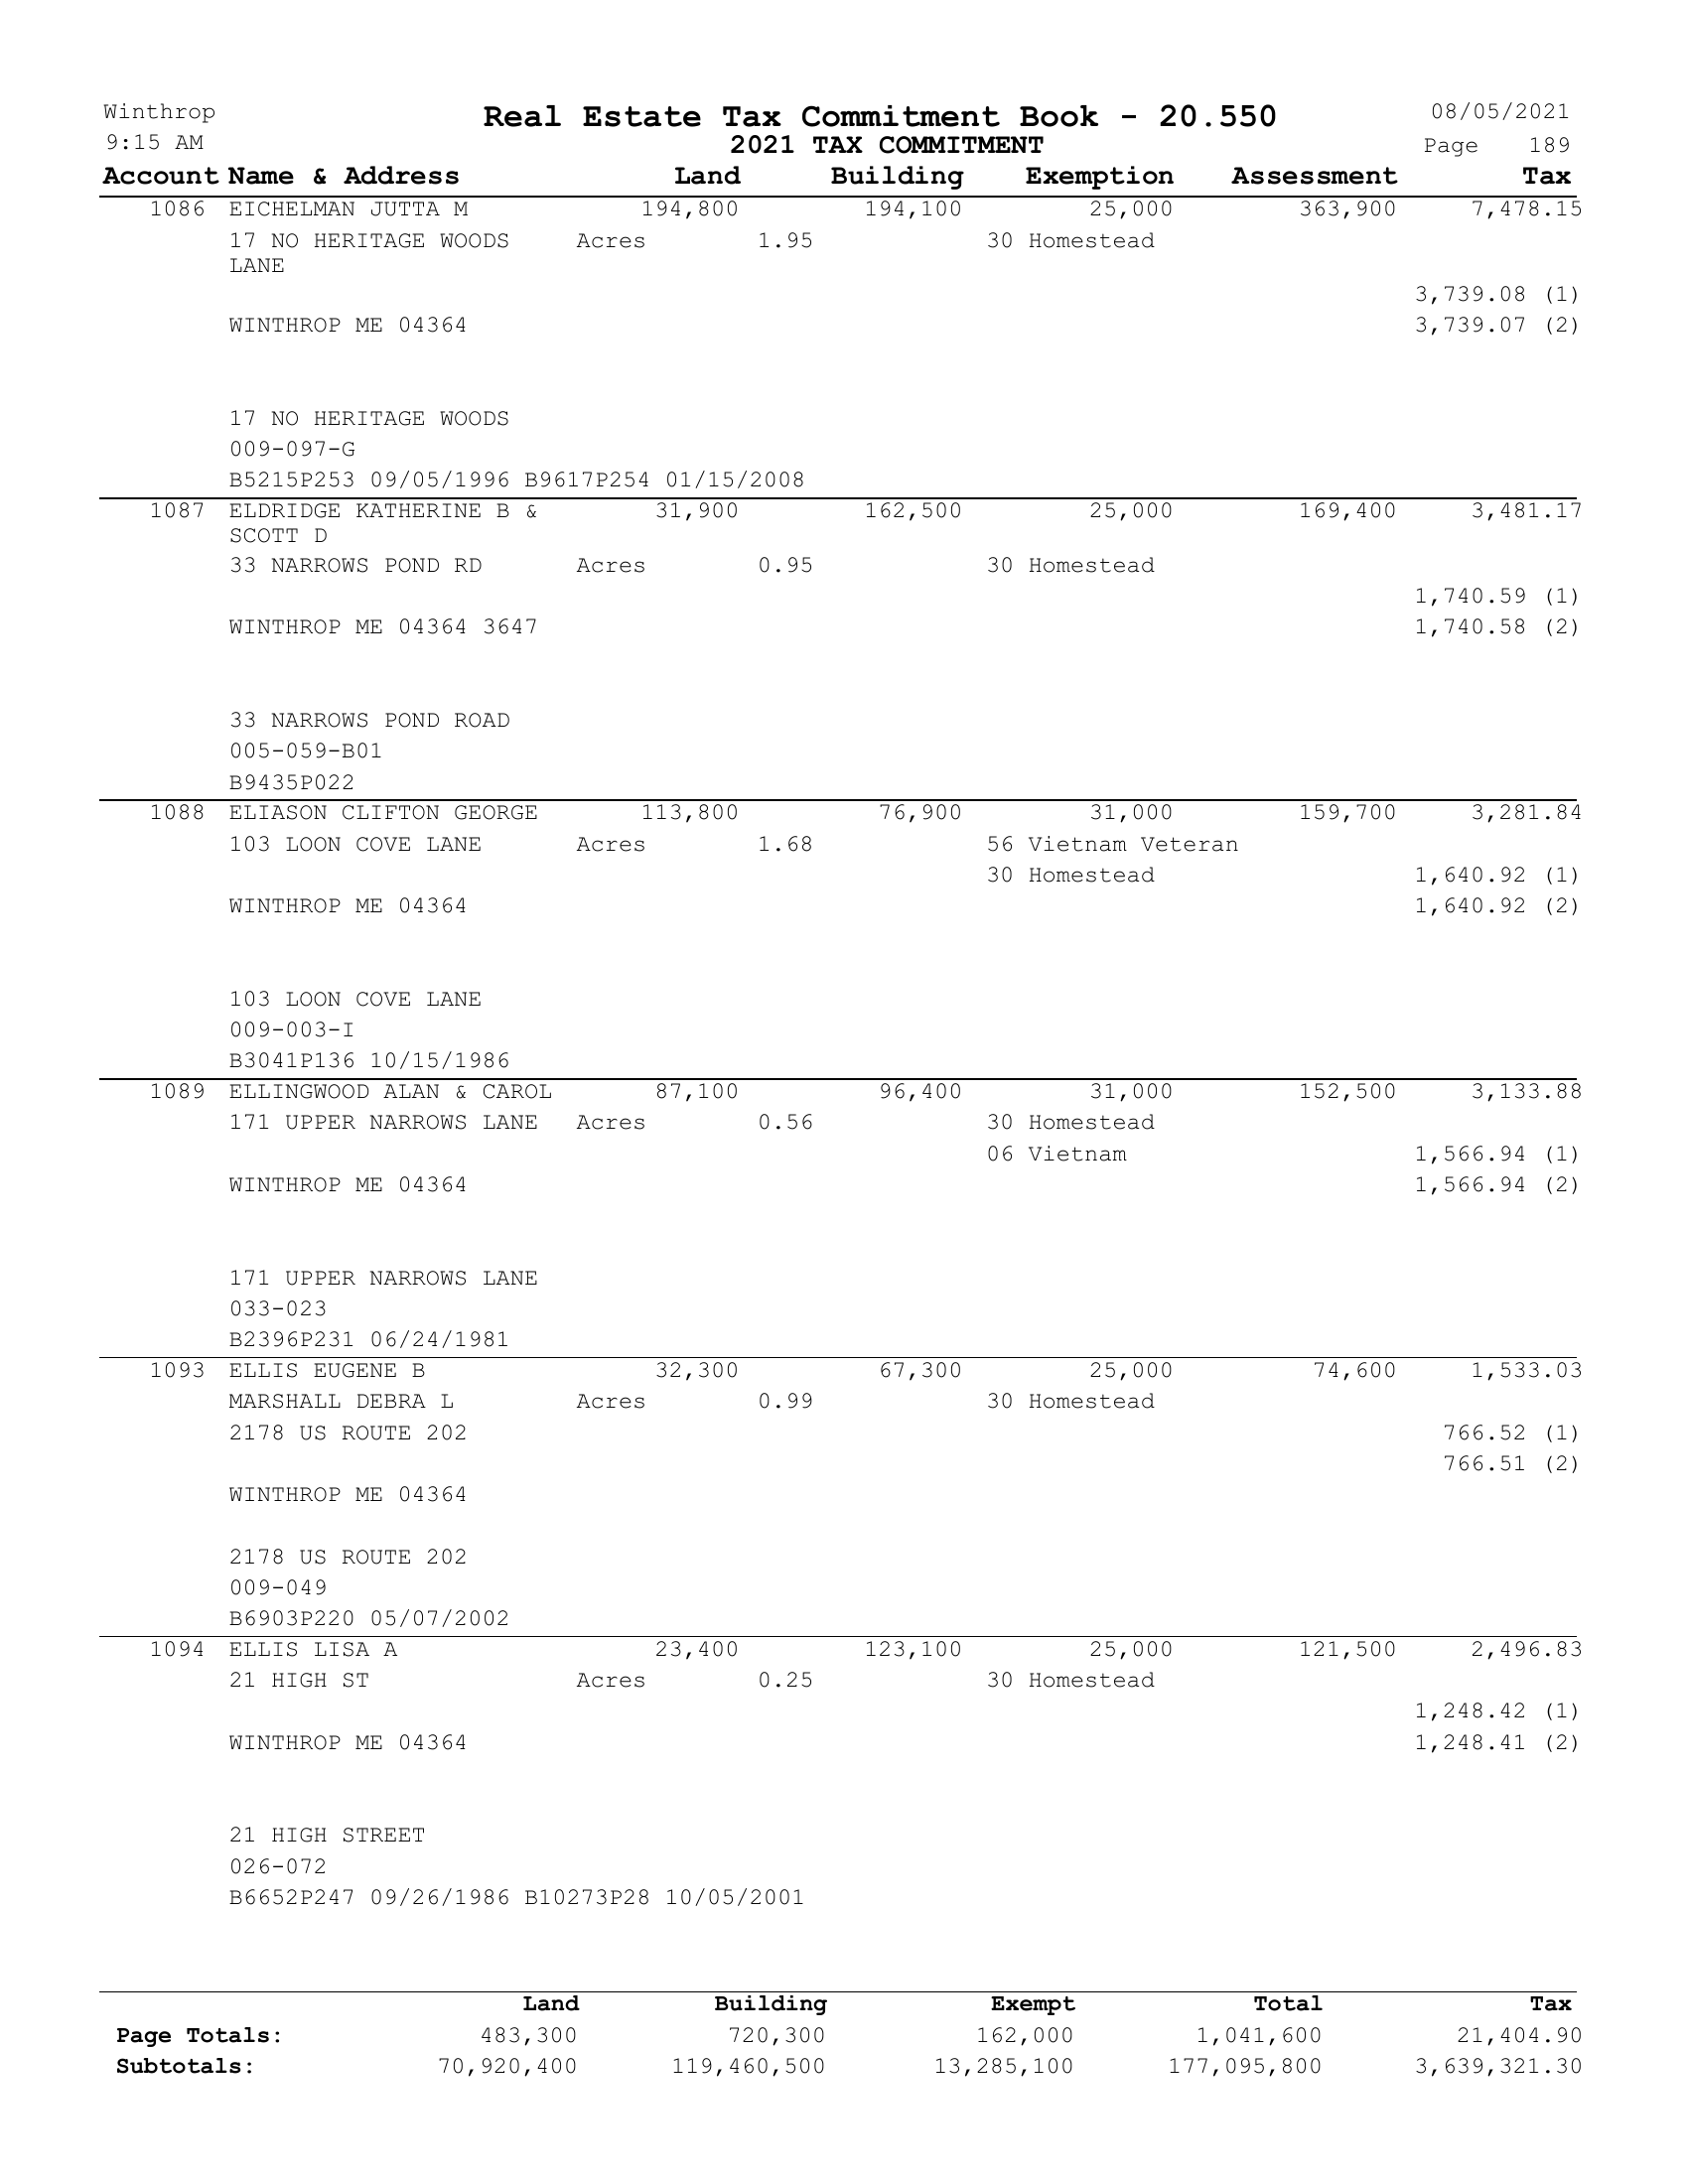 Winthrop Real Estate Tax Commitment Book - 20.550 08/05/2021
9:15 AM 2021 TAX COMMITMENT Page 189
Account Name & Address Land Building Exemption Assessment Tax
1086 EICHELMAN JUTTA M 194,800 194,100 25,000 363,900 7,478.15
17 NO HERITAGE WOODS Acres 1.95 30 Homestead
LANE
3,739.08 (1)
WINTHROP ME 04364 3,739.07 (2)
17 NO HERITAGE WOODS
009-097-G
B5215P253 09/05/1996 B9617P254 01/15/2008
1087 ELDRIDGE KATHERINE B & 31,900 162,500 25,000 169,400 3,481.17
SCOTT D
33 NARROWS POND RD Acres 0.95 30 Homestead
1,740.59 (1)
WINTHROP ME 04364 3647 1,740.58 (2)
33 NARROWS POND ROAD
005-059-B01
B9435P022
1088 ELIASON CLIFTON GEORGE 113,800 76,900 31,000 159,700 3,281.84
103 LOON COVE LANE Acres 1.68 56 Vietnam Veteran
30 Homestead 1,640.92 (1)
WINTHROP ME 04364 1,640.92 (2)
103 LOON COVE LANE
009-003-I
B3041P136 10/15/1986
1089 ELLINGWOOD ALAN & CAROL 87,100 96,400 31,000 152,500 3,133.88
171 UPPER NARROWS LANE Acres 0.56 30 Homestead
06 Vietnam 1,566.94 (1)
WINTHROP ME 04364 1,566.94 (2)
171 UPPER NARROWS LANE
033-023
B2396P231 06/24/1981
1093 ELLIS EUGENE B 32,300 67,300 25,000 74,600 1,533.03
MARSHALL DEBRA L Acres 0.99 30 Homestead
2178 US ROUTE 202 766.52 (1)
766.51 (2)
WINTHROP ME 04364
2178 US ROUTE 202
009-049
B6903P220 05/07/2002
1094 ELLIS LISA A 23,400 123,100 25,000 121,500 2,496.83
21 HIGH ST Acres 0.25 30 Homestead
1,248.42 (1)
WINTHROP ME 04364 1,248.41 (2)
21 HIGH STREET
026-072
B6652P247 09/26/1986 B10273P28 10/05/2001
Land Building Exempt Total Tax
Page Totals: 483,300 720,300 162,000 1,041,600 21,404.90
Subtotals: 70,920,400 119,460,500 13,285,100 177,095,800 3,639,321.30